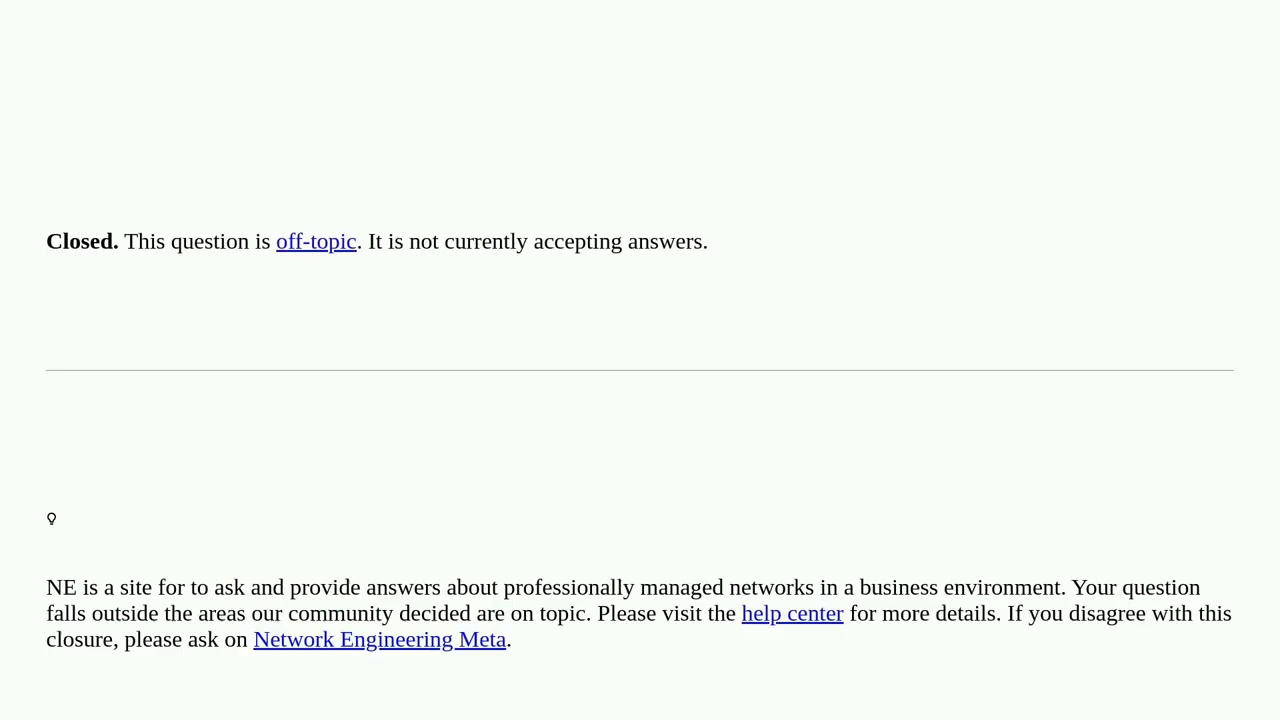 Closed. This question is off-topic. It is not currently accepting answers.
NE is a site for to ask and provide answers about professionally managed networks in a business environment. Your question
falls outside the areas our community decided are on topic. Please visit the help center for more details. If you disagree with this
closure, please ask on Network Engineering Meta.